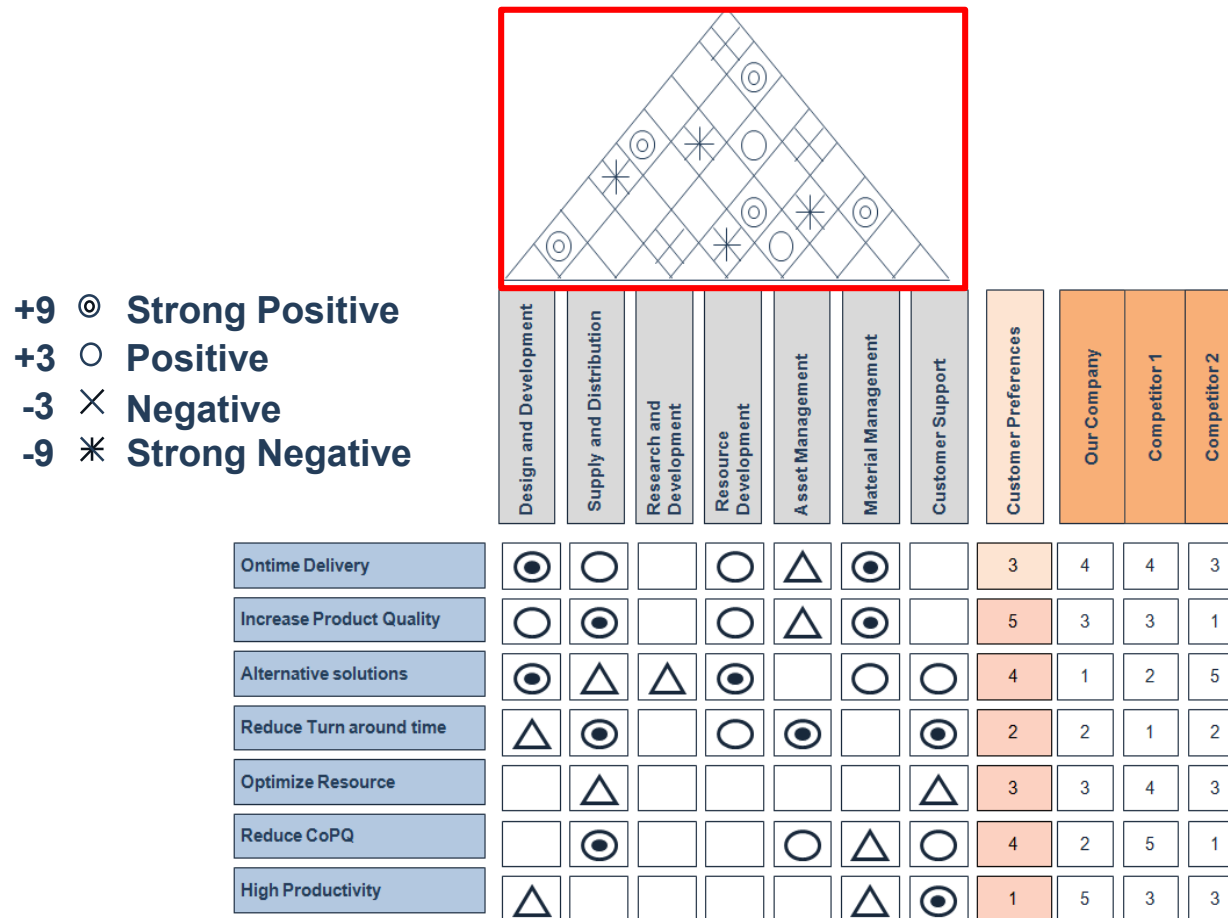 +9 ◎ Strong Positive
+3 ○ Positive
-3 × Negative
-9 Strong Negative
Design and Development
Supply and Distribution
Research and
Development
Resource
Development
Asset Management
Material Management
Customer Support
Customer Preferences
Our Company
Competitor 1
Competitor 2
Ontime Delivery
3 4 4 3
Increase Product Quality
5 3 3 1
Alternative solutions
4 1 2 5
Reduce Turn around time
2 2 1 2
Optimize Resource
3 3 4 3
Reduce CoPQ
4 2 5 1
High Productivity
1 5 3 3